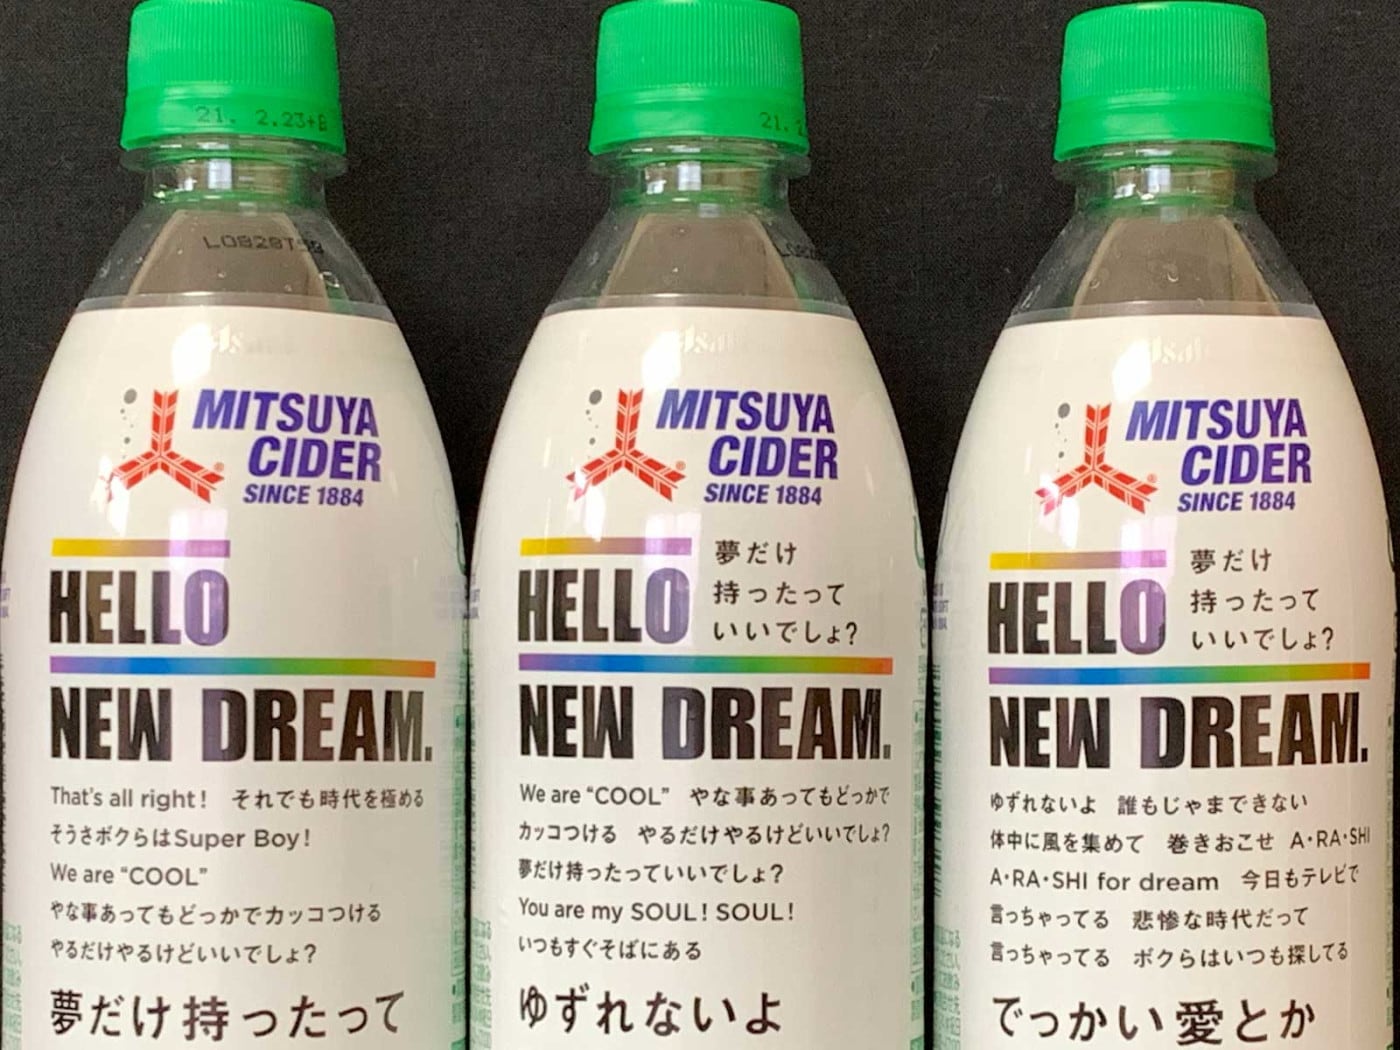 21. 2.23+B
MITSUYA
CIDER
SINCE 1884
HELLO
NEW DREAM.
That's all right! それでも時代を極める
そうさボクらはSuper Boy!
We are “COOL”
やな事あってもどっかでカッコつける
やるだけやるけどいいでしょ?
夢だけ持ったって
21. 2
MITSUYA
CIDER
SINCE 1884
HELLO
夢だけ
持ったって
いいでしょ?
NEW DREAM.
We are “COOL” やな事あってもどっかで
カッコつける やるだけやるけどいいでしょ?
夢だけ持ったっていいでしょ?
You are my SOUL! SOUL!
いつもすぐそばにある
ゆずれないよ
Asahi
MITSUYA
CIDER
SINCE 1884
HELLO
夢だけ
持ったって
いいでしょ?
NEW DREAM.
ゆずれないよ 誰もじゃまできない
体中に風を集めて 巻きおこせ A・RA・SHI
A・RA・SHI for dream 今日もテレビで
言っちゃってる 悲惨な時代だって
言っちゃってる ボクらはいつも探してる
でっかい愛とか